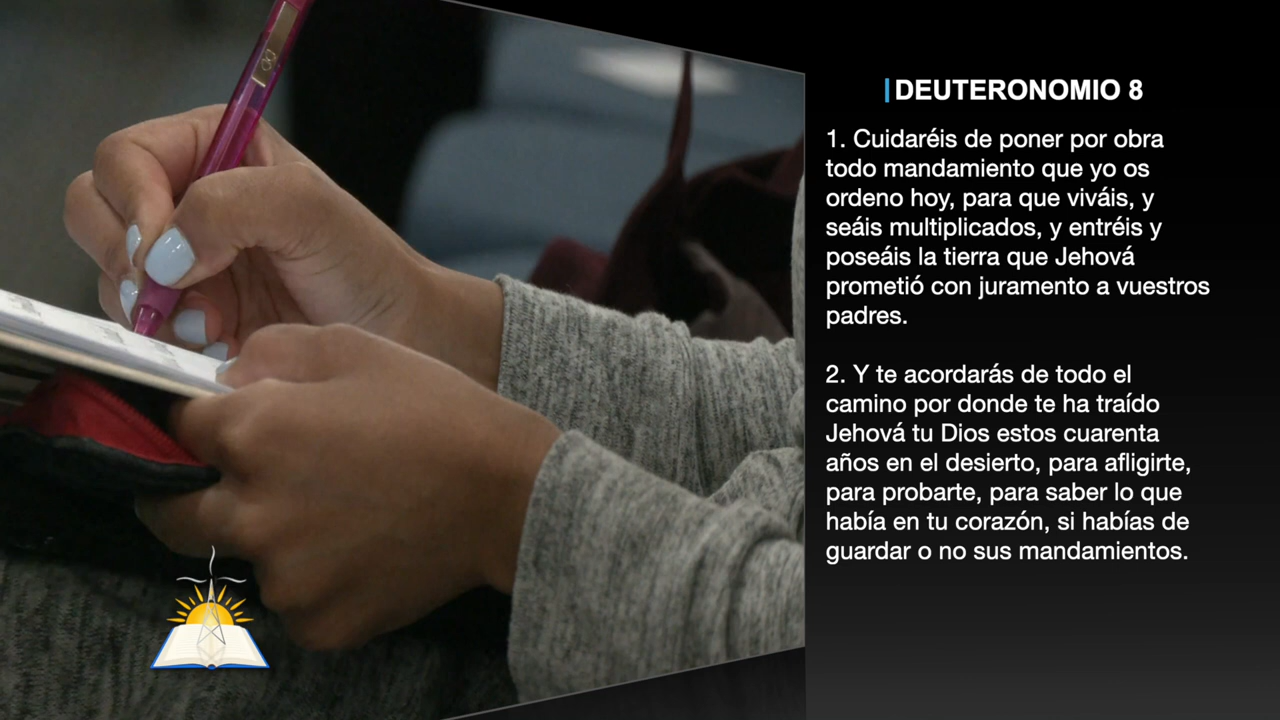 DEUTERONOMIO 8
1. Cuidaréis de poner por obra
todo mandamiento que yo os
ordeno hoy, para que viváis, y
seáis multiplicados, y entréis y
poseáis la tierra que Jehová
prometió con juramento a vuestros
padres.
2. Y te acordarás de todo el
camino por donde te ha traído
Jehová tu Dios estos cuarenta
años en el desierto, para afligirte,
para probarte, para saber lo que
había en tu corazón, si habías de
guardar o no sus mandamientos.